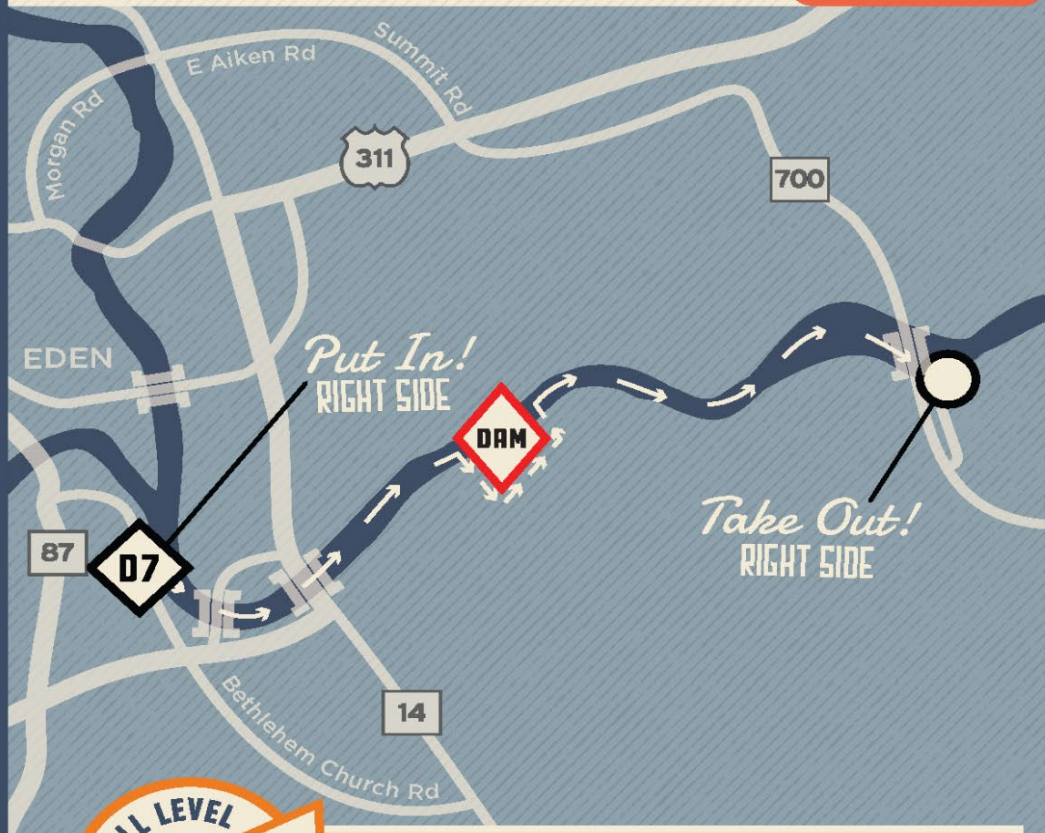 E Aiken Rd
Summit Rd
Morgan Rd
311
700
EDEN
Put In!
RIGHT SIDE
DAM
Take Out!
RIGHT SIDE
87
D7
14
Bethlehem Church Rd
LEVEL